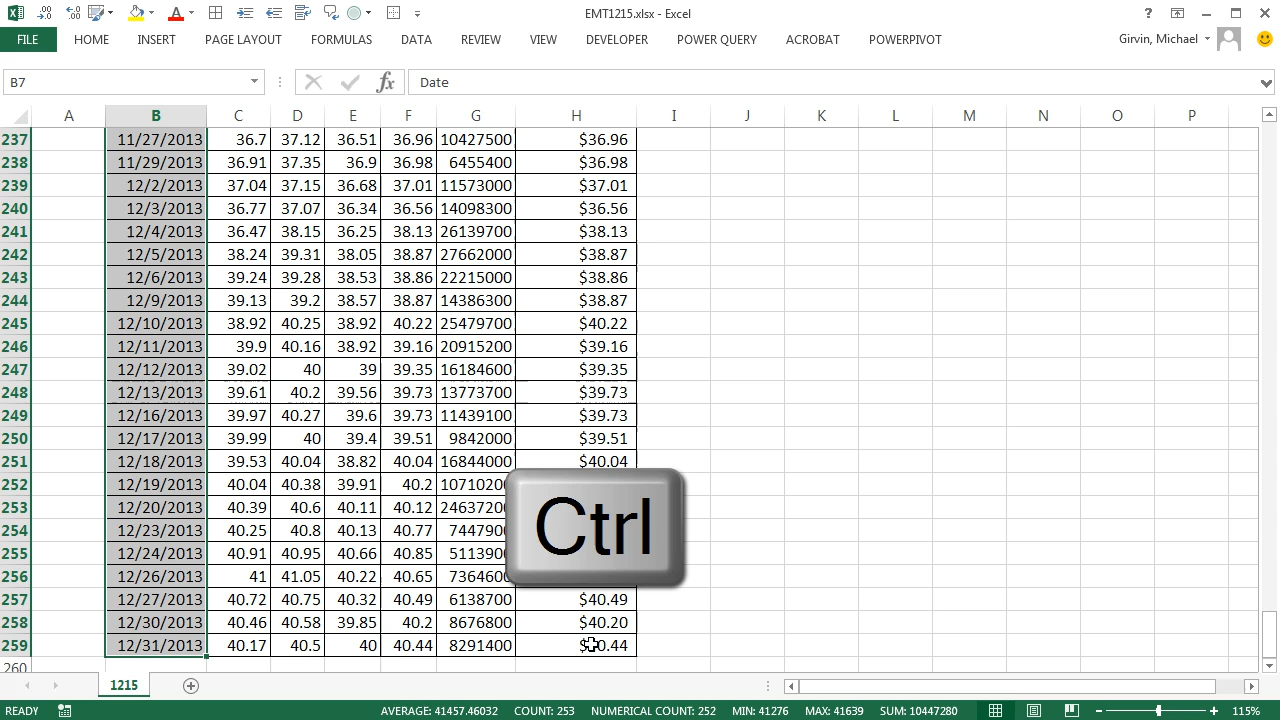 EMT1215.xlsx - Excel
FILE HOME INSERT PAGE LAYOUT FORMULAS DATA REVIEW VIEW DEVELOPER POWER QUERY ACROBAT POWERPIVOT Girvin, Michael
B7 fx Date
A B C D E F G H I J K L M N O P
237 11/27/2013 36.7 37.12 36.51 36.96 10427500 $36.96
238 11/29/2013 36.91 37.35 36.9 36.98 6455400 $36.98
239 12/2/2013 37.04 37.15 36.68 37.01 11573000 $37.01
240 12/3/2013 36.77 37.07 36.34 36.56 14098300 $36.56
241 12/4/2013 36.47 38.15 36.25 38.13 26139700 $38.13
242 12/5/2013 38.24 39.31 38.05 38.87 27662000 $38.87
243 12/6/2013 39.24 39.28 38.53 38.86 22215000 $38.86
244 12/9/2013 39.13 39.2 38.57 38.87 14386300 $38.87
245 12/10/2013 38.92 40.25 38.92 40.22 25479700 $40.22
246 12/11/2013 39.9 40.16 38.92 39.16 20915200 $39.16
247 12/12/2013 39.02 40 39 39.35 16184600 $39.35
248 12/13/2013 39.61 40.2 39.56 39.73 13773700 $39.73
249 12/16/2013 39.97 40.27 39.6 39.73 11439100 $39.73
250 12/17/2013 39.99 40 39.4 39.51 9842000 $39.51
251 12/18/2013 39.53 40.04 38.82 40.04 16844000 $40.04
252 12/19/2013 40.04 40.38 39.91 40.2 1071020
253 12/20/2013 40.39 40.6 40.11 40.12 2463720
254 12/23/2013 40.25 40.8 40.13 40.77 74479
255 12/24/2013 40.91 40.95 40.66 40.85 51139
256 12/26/2013 41 41.05 40.22 40.65 73646
Ctrl
257 12/27/2013 40.72 40.75 40.32 40.49 6138700 $40.49
258 12/30/2013 40.46 40.58 39.85 40.2 8676800 $40.20
259 12/31/2013 40.17 40.5 40 40.44 8291400 $40.44
260
1215
READY AVERAGE: 41457.46032 COUNT: 253 NUMERICAL COUNT: 252 MIN: 41276 MAX: 41639 SUM: 10447280 115%